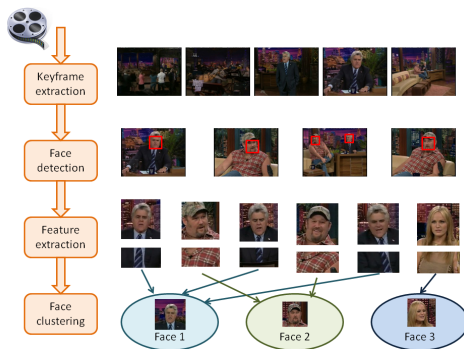 Keyframe
extraction
Face
detection
Feature
extraction
Face
clustering
Face 1
Face 2
Face 3